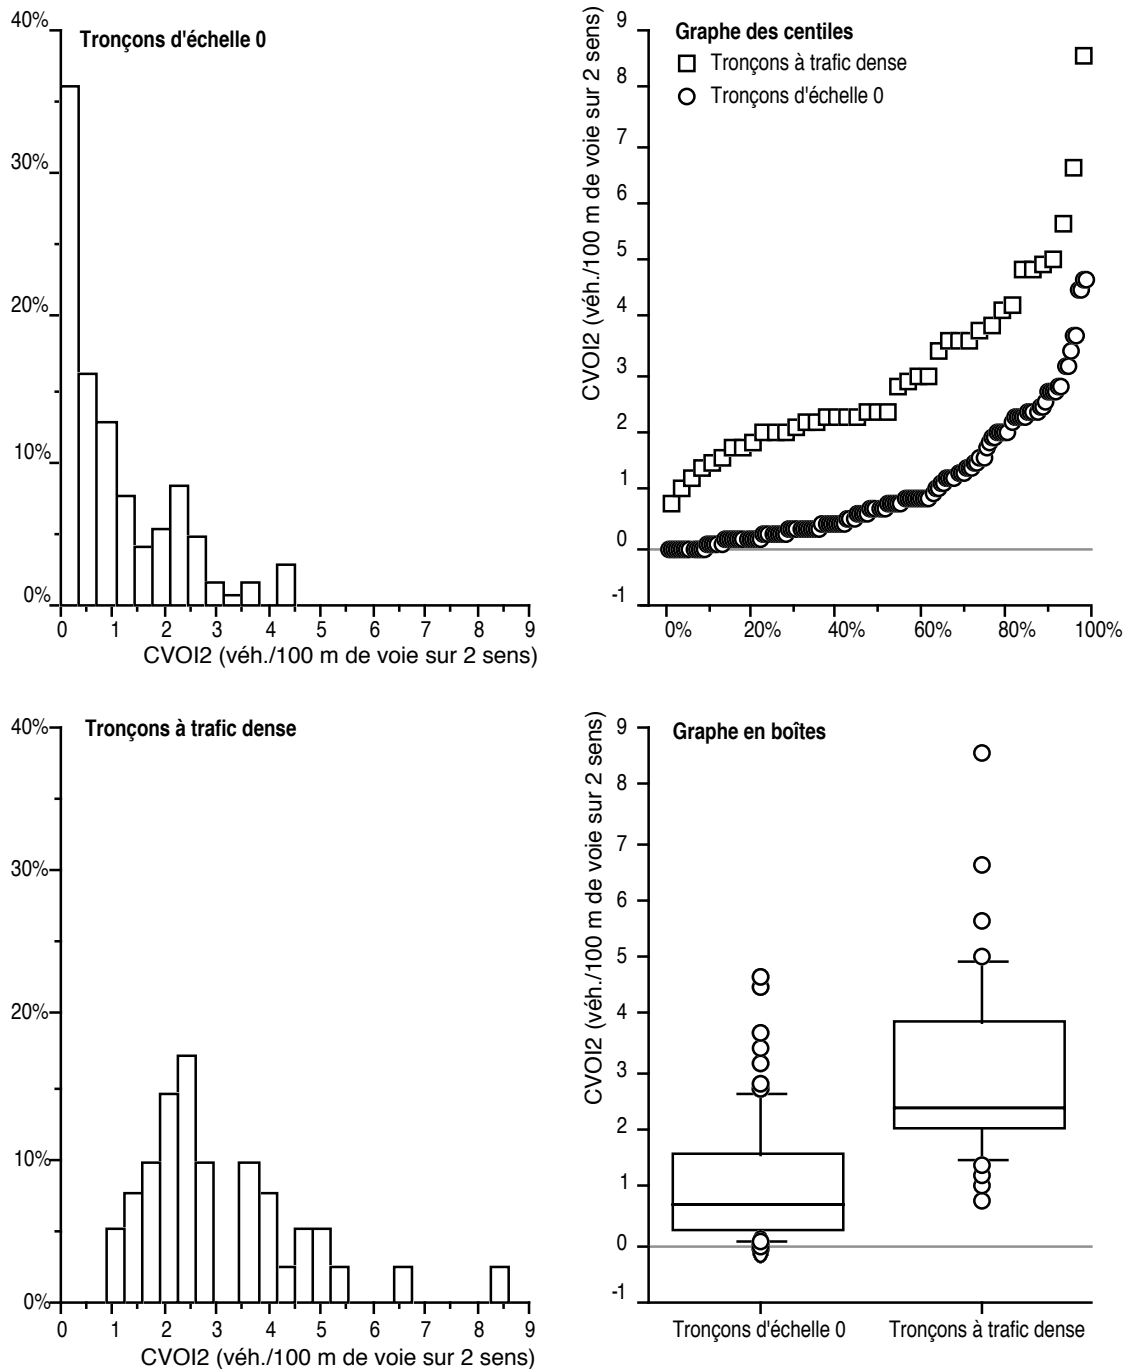 Tronçons d'échelle 0
40%
30%
20%
10%
0%
0 1 2 3 4 5 6 7 8 9
CVOI2 (véh./100 m de voie sur 2 sens)
Graphe des centiles
Tronçons à trafic dense
Tronçons d'échelle 0
CVOI2 (véh./100 m de voie sur 2 sens)
9
8
7
6
5
4
3
2
1
0
-1
0% 20% 40% 60% 80% 100%
Tronçons à trafic dense
40%
30%
20%
10%
0%
0 1 2 3 4 5 6 7 8 9
CVOI2 (véh./100 m de voie sur 2 sens)
Graphe en boîtes
CVOI2 (véh./100 m de voie sur 2 sens)
9
8
7
6
5
4
3
2
1
0
-1
Tronçons d'échelle 0 Tronçons à trafic dense